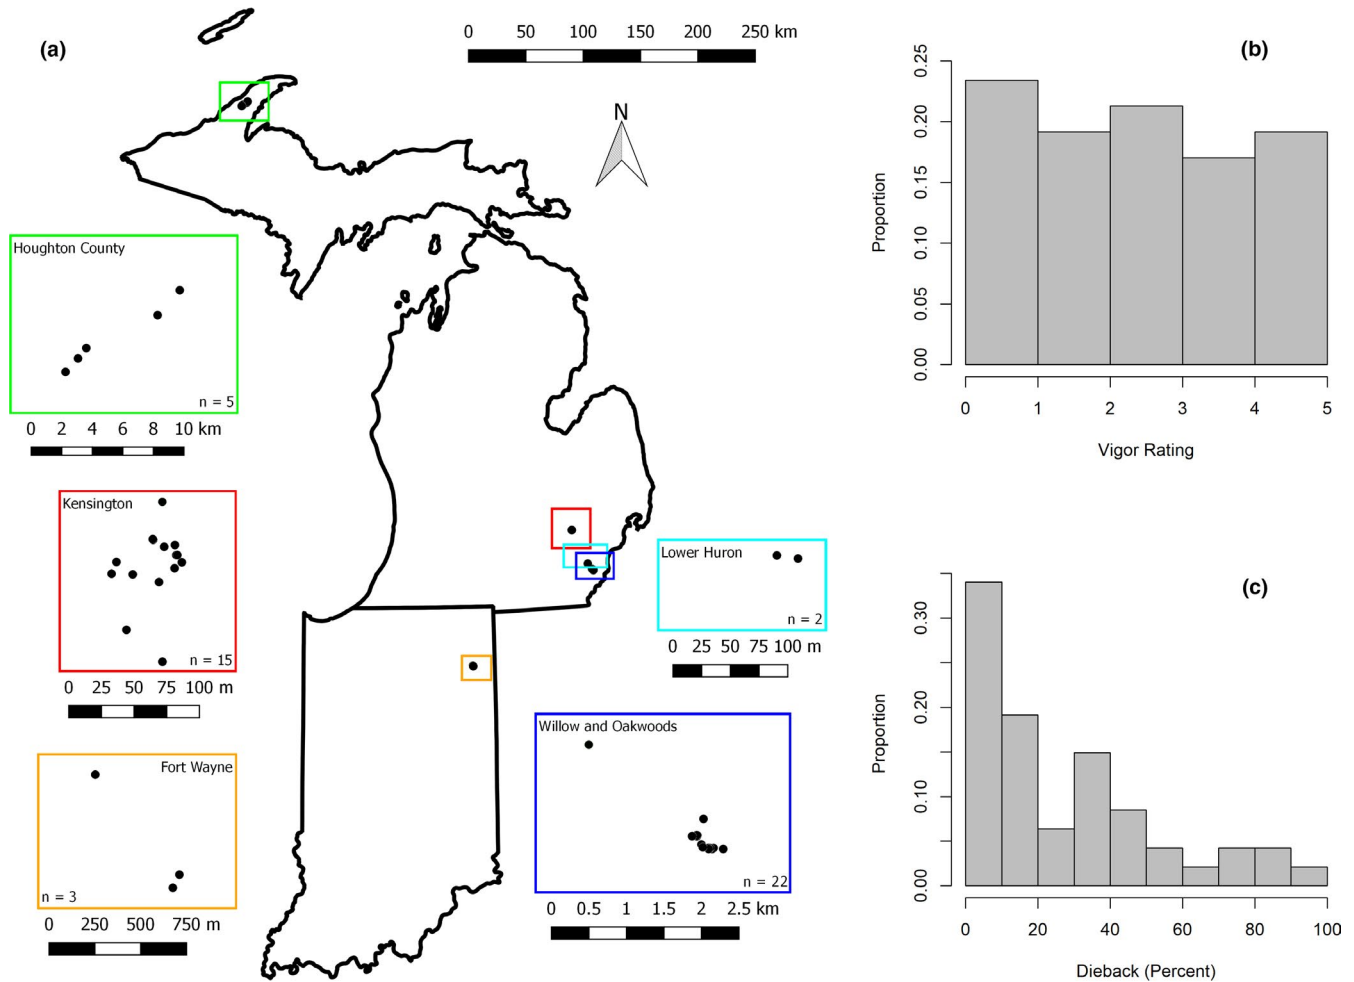 (a)
0 50 100 150 200 250 km
N
Houghton County
n = 5
0 2 4 6 8 10 km
Kensington
n = 15
0 25 50 75 100 m
Fort Wayne
n = 3
0 250 500 750 m
Lower Huron
n = 2
0 25 50 75 100 m
Willow and Oakwoods
n = 22
0 0.5 1 1.5 2 2.5 km
(b)
Proportion
0.25
0.20
0.15
0.10
0.05
0.00
0 1 2 3 4 5
Vigor Rating
(c)
Proportion
0.30
0.20
0.10
0.00
0 20 40 60 80 100
Dieback (Percent)